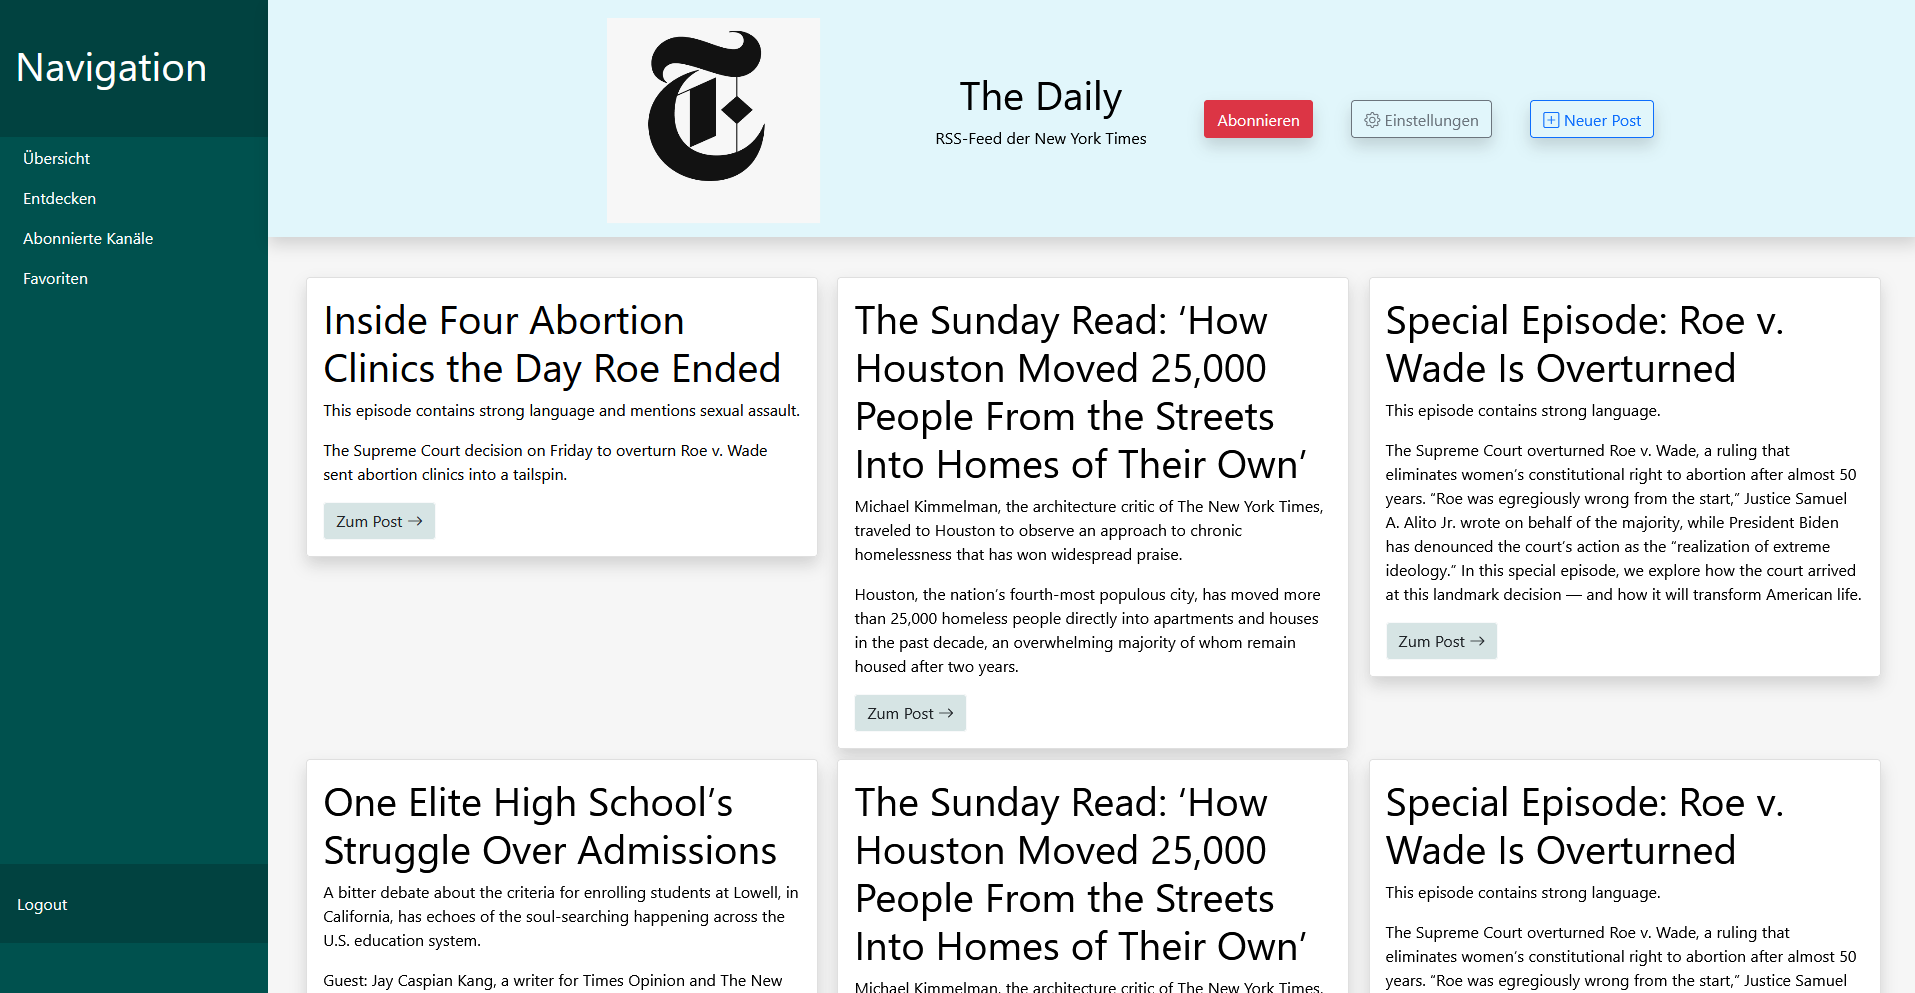 Navigation
Übersicht
Entdecken
Abonnierte Kanäle
Favoriten
Logout
The Daily
RSS-Feed der New York Times
Abonnieren
Einstellungen
Neuer Post
Inside Four Abortion
Clinics the Day Roe Ended
This episode contains strong language and mentions sexual assault.
The Supreme Court decision on Friday to overturn Roe v. Wade
sent abortion clinics into a tailspin.
Zum Post →
The Sunday Read: ‘How
Houston Moved 25,000
People From the Streets
Into Homes of Their Own’
Michael Kimmelman, the architecture critic of The New York Times,
traveled to Houston to observe an approach to chronic
homelessness that has won widespread praise.
Houston, the nation’s fourth-most populous city, has moved more
than 25,000 homeless people directly into apartments and houses
in the past decade, an overwhelming majority of whom remain
housed after two years.
Zum Post →
Special Episode: Roe v.
Wade Is Overturned
This episode contains strong language.
The Supreme Court overturned Roe v. Wade, a ruling that
eliminates women’s constitutional right to abortion after almost 50
years. “Roe was egregiously wrong from the start,” Justice Samuel
A. Alito Jr. wrote on behalf of the majority, while President Biden
has denounced the court’s action as the “realization of extreme
ideology.” In this special episode, we explore how the court arrived
at this landmark decision — and how it will transform American life.
Zum Post →
One Elite High School’s
Struggle Over Admissions
A bitter debate about the criteria for enrolling students at Lowell, in
California, has echoes of the soul-searching happening across the
U.S. education system.
Guest: Jay Caspian Kang, a writer for Times Opinion and The New
The Sunday Read: ‘How
Houston Moved 25,000
People From the Streets
Into Homes of Their Own’
Michael Kimmelman, the architecture critic of The New York Times,
Special Episode: Roe v.
Wade Is Overturned
This episode contains strong language.
The Supreme Court overturned Roe v. Wade, a ruling that
eliminates women’s constitutional right to abortion after almost 50
years. “Roe was egregiously wrong from the start,” Justice Samuel